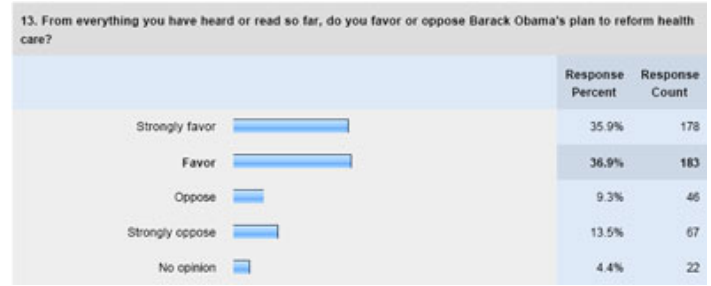 13. From everything you have heard or read so far, do you favor or oppose Barack Obama's plan to reform health
care?
Response Percent Response Count
Strongly favor 35.9% 178
Favor 36.9% 183
Oppose 9.3% 46
Strongly oppose 13.5% 67
No opinion 4.4% 22